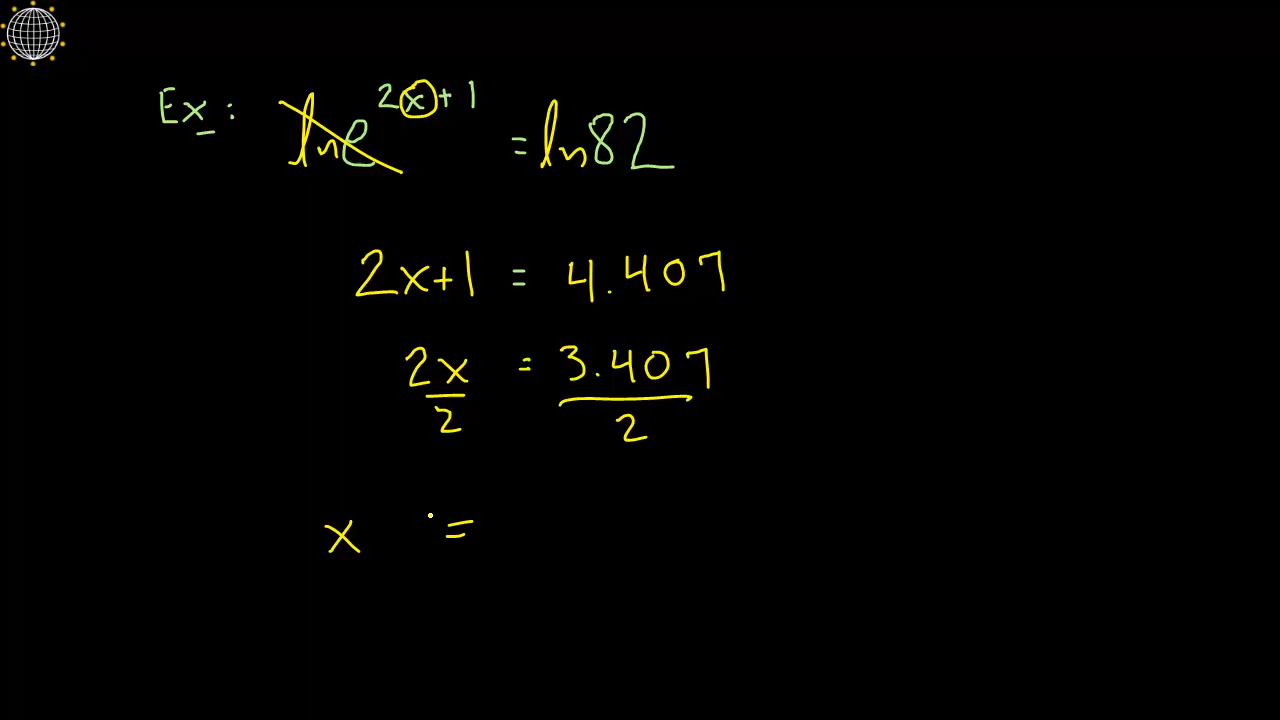 Ex: ln e^{2x+1} = ln 82
2x+1 = 4.407
2x = 3.407
2 2
x =